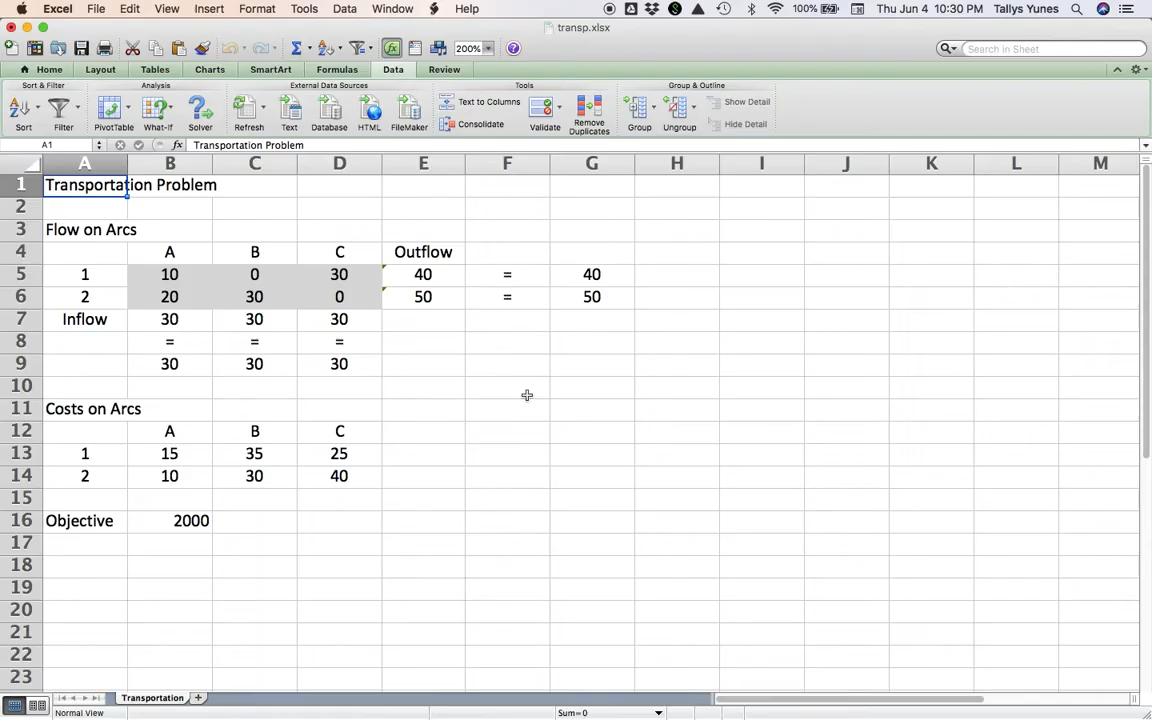 Excel File Edit View Insert Format Tools Data Window Help 100% Thu Jun 4 10:30 PM Tallys Yunes
transp.xlsx
200% Search in Sheet
Home Layout Tables Charts SmartArt Formulas Data Review
Sort & Filter Analysis External Data Sources Tools Group & Outline
Text to Columns Show Detail
Consolidate Hide Detail
Sort Filter PivotTable What-If Solver Refresh Text Database HTML FileMaker Validate Remove Duplicates Group Ungroup
A1 fx Transportation Problem
A B C D E F G H I J K L M
1 Transportation Problem
2
3 Flow on Arcs
4 A B C Outflow
5 1 10 0 30 40 = 40
6 2 20 30 0 50 = 50
7 Inflow 30 30 30
8 = = =
9 30 30 30
10
11 Costs on Arcs
12 A B C
13 1 15 35 25
14 2 10 30 40
15
16 Objective 2000
17
18
19
20
21
22
23
Transportation
Normal View Sum=0